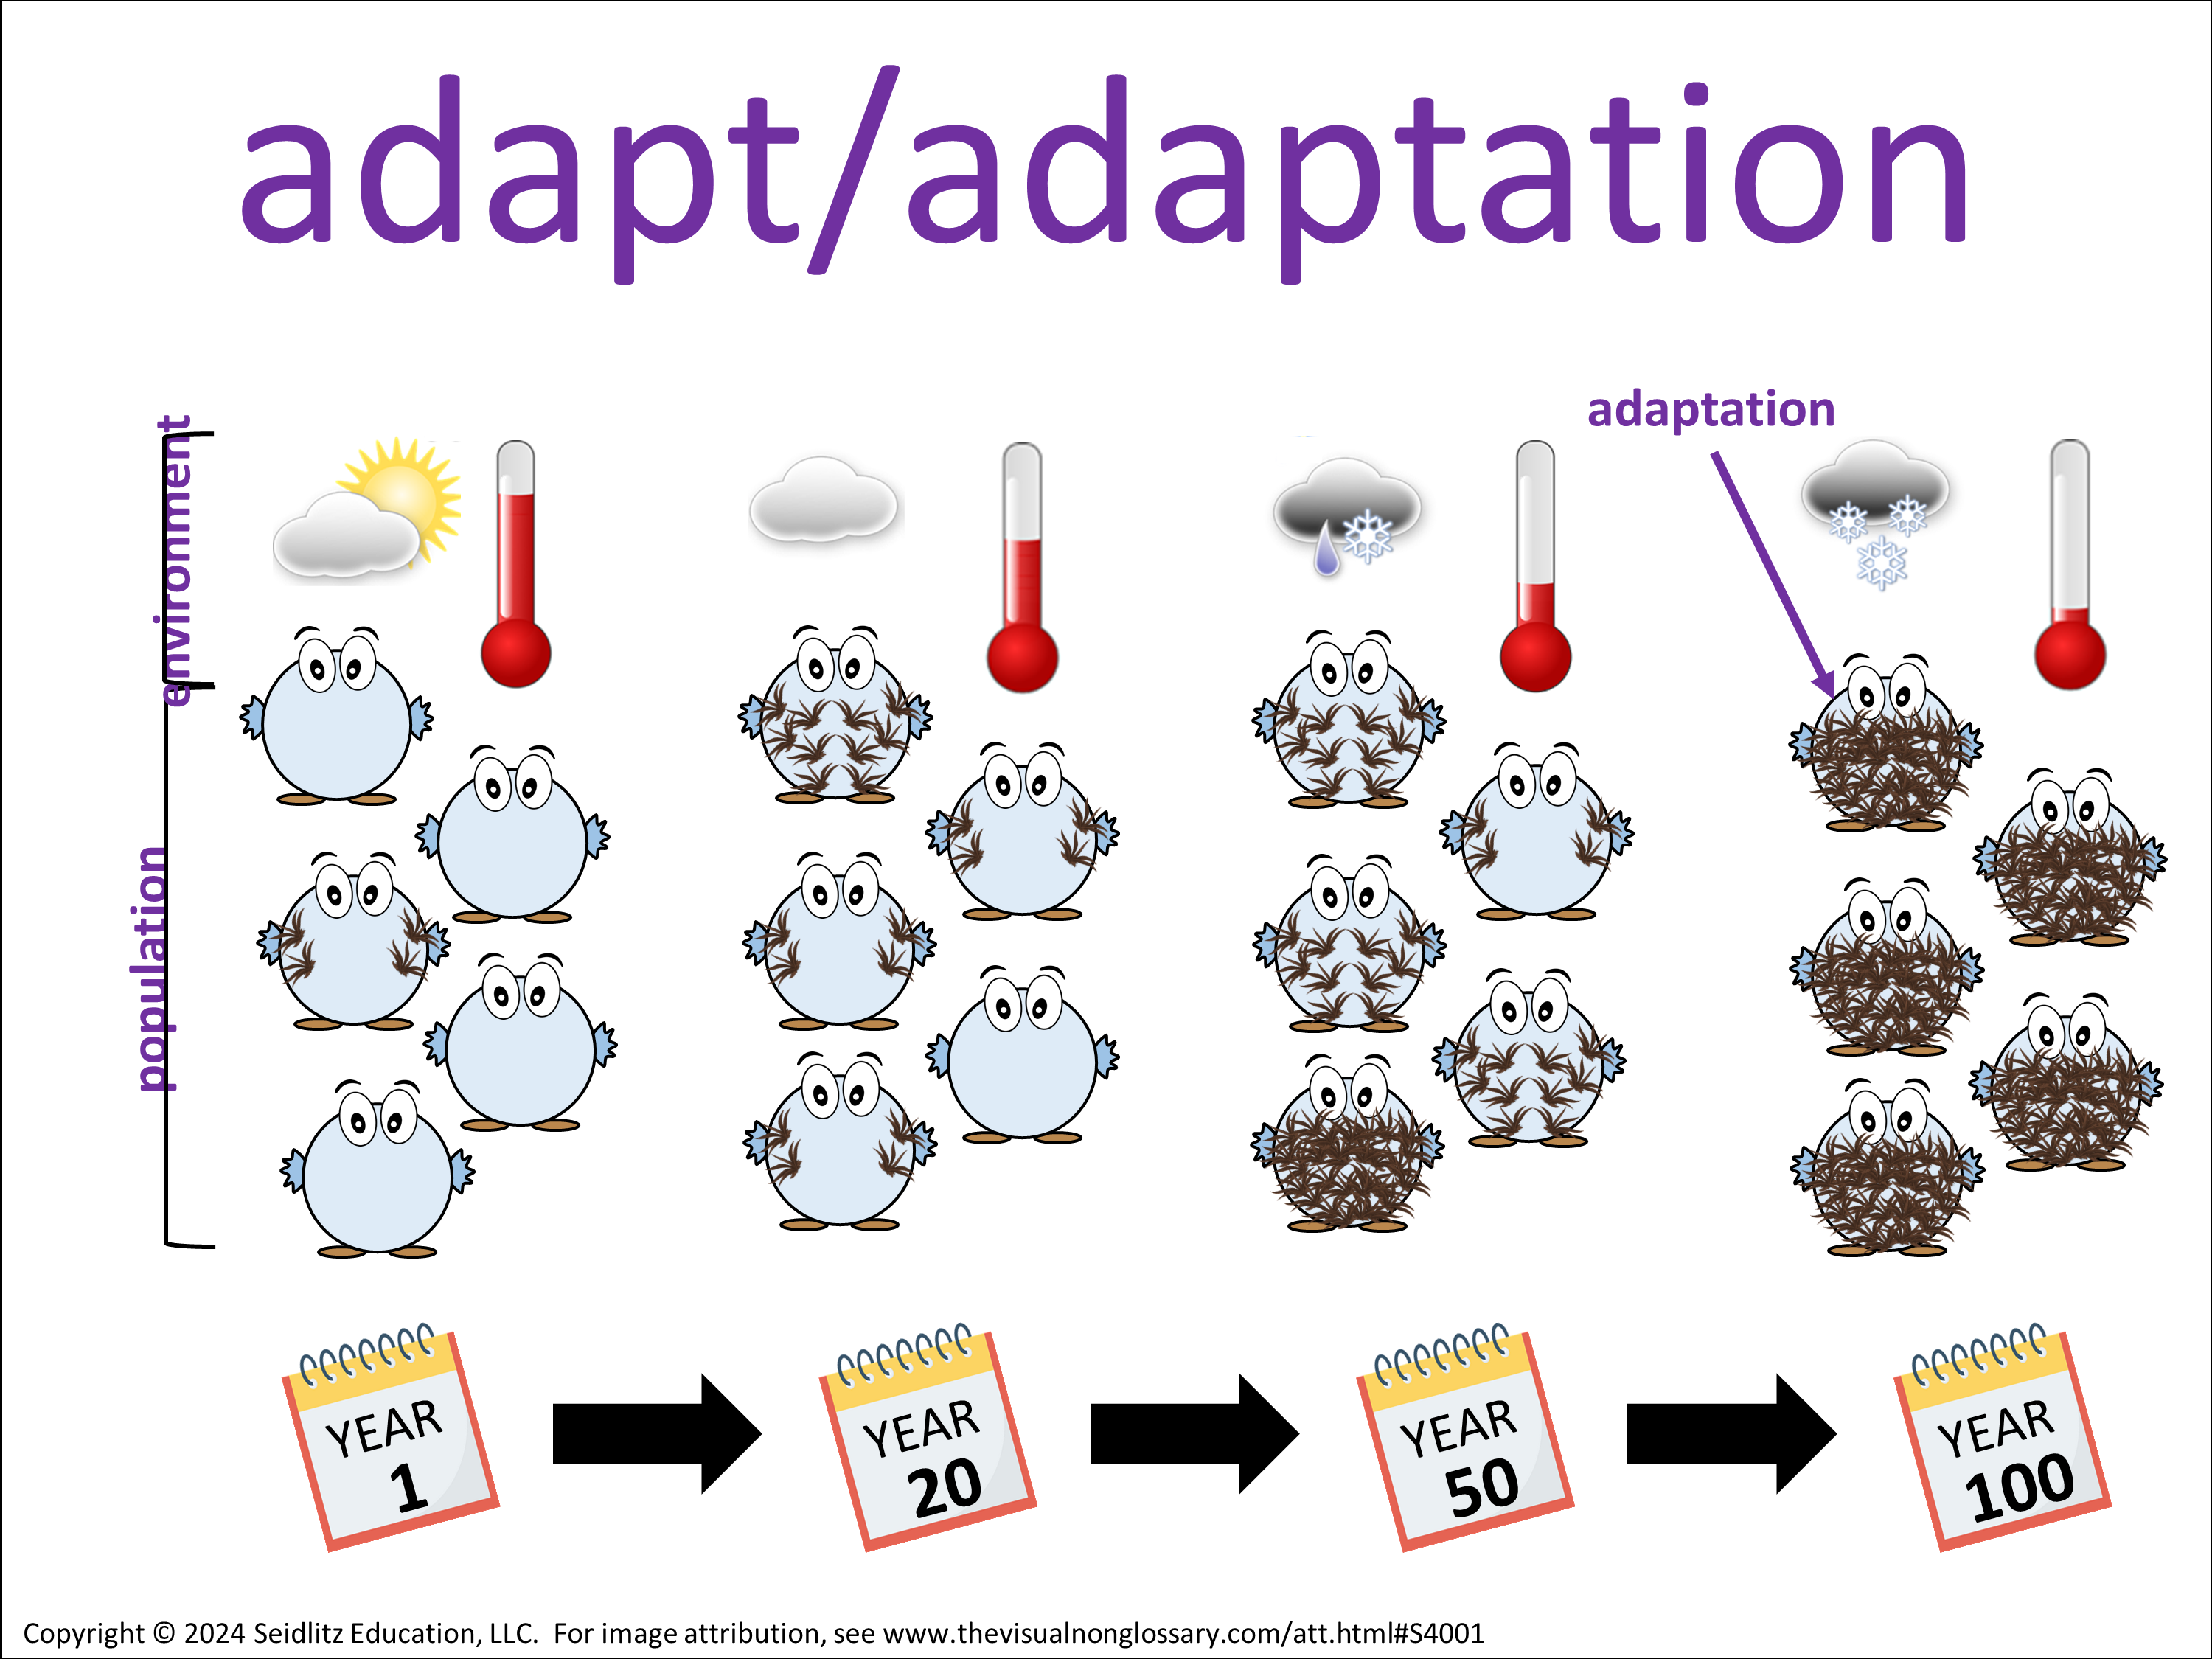 adapt/adaptation
adaptation
environment
population
YEAR
1
YEAR
20
YEAR
50
YEAR
100
Copyright © 2024 Seidlitz Education, LLC.  For image attribution, see www.thevisualnonglossary.com/att.html#S4001